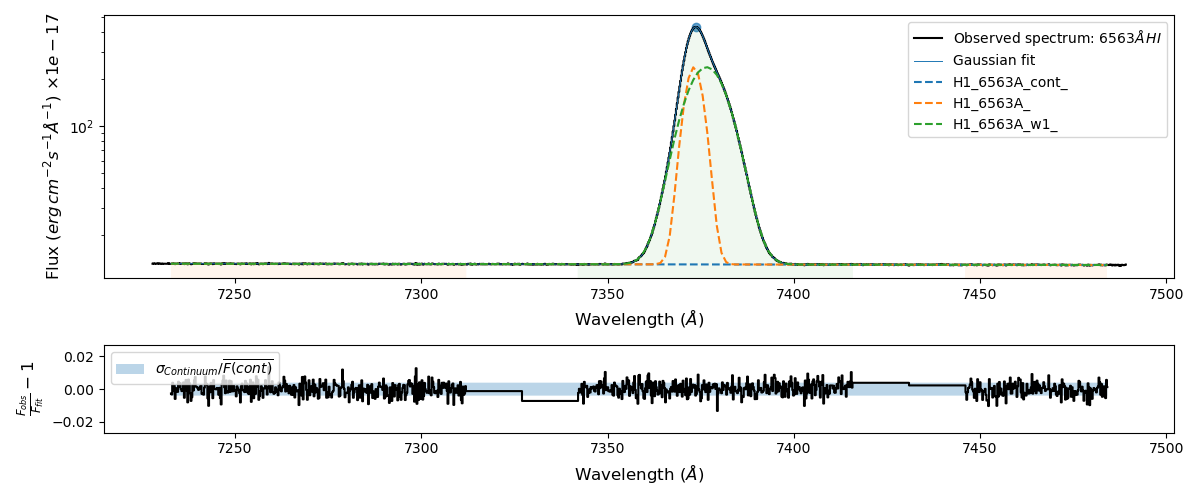 Flux (erg cm⁻² s⁻¹ Å⁻¹) ×1e − 17
10²
Observed spectrum: 6563Å HI
Gaussian fit
H1_6563A_cont_
H1_6563A_
H1_6563A_w1_
7250 7300 7350 7400 7450 7500
Wavelength (Å)
F_obs/F_fit − 1
0.02
0.00
−0.02
σ_Continuum/F(cont)
7250 7300 7350 7400 7450 7500
Wavelength (Å)